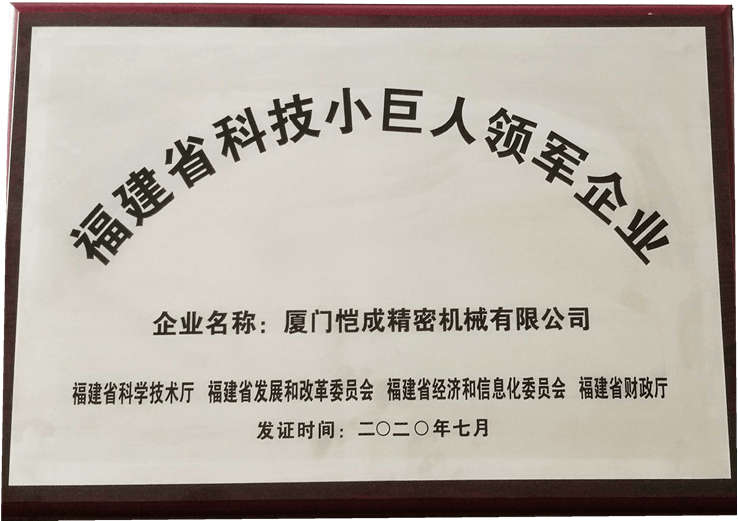 福建省科技小巨人领军企业
企业名称：厦门恺成精密机械有限公司
福建省科学技术厅 福建省发展和改革委员会 福建省经济和信息化委员会 福建省财政厅
发证时间：二〇二〇年七月